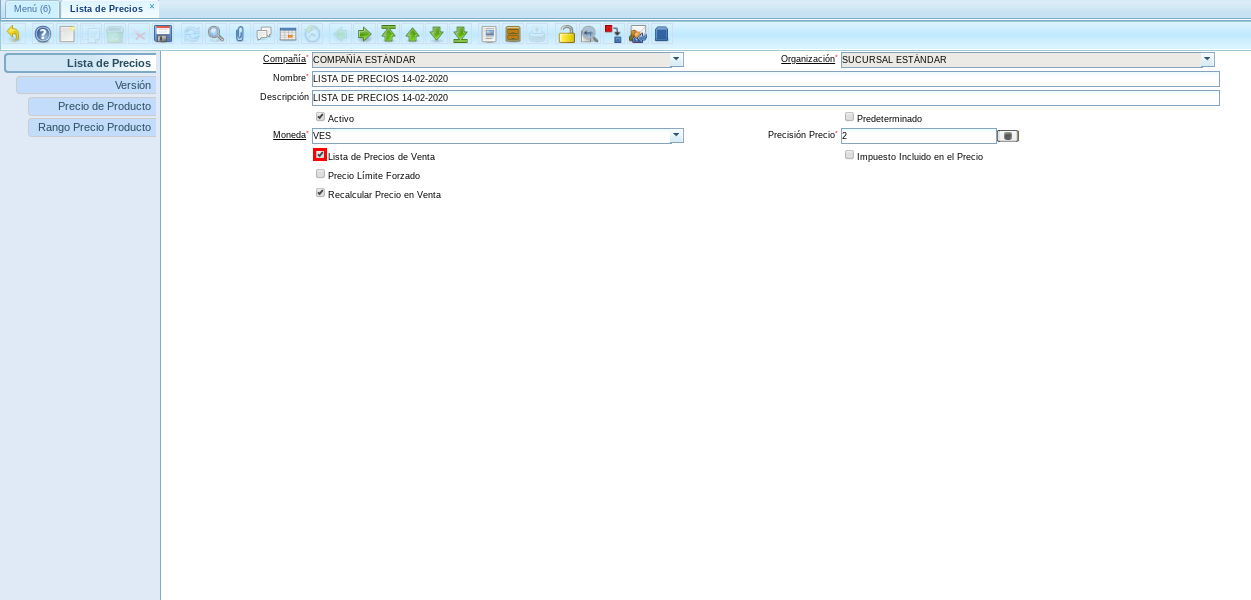 Menú (6) Lista de Precios ×
Lista de Precios
Versión
Precio de Producto
Rango Precio Producto
Compañía* COMPAÑÍA ESTÁNDAR Organización* SUCURSAL ESTÁNDAR
Nombre* LISTA DE PRECIOS 14-02-2020
Descripción LISTA DE PRECIOS 14-02-2020
Activo Predeterminado
Moneda* VES Precisión Precio* 2
Lista de Precios de Venta Impuesto Incluido en el Precio
Precio Límite Forzado
Recalcular Precio en Venta